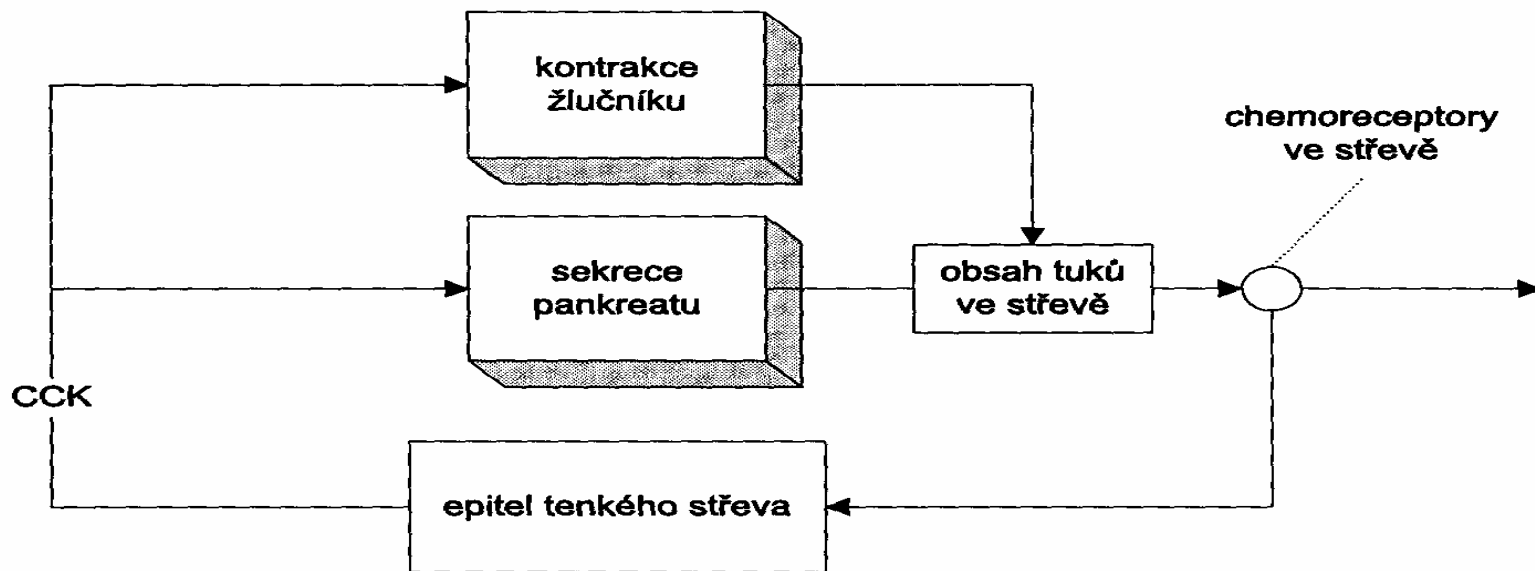 kontrakce
žlučníku
chemoreceptory
ve střevě
sekrece
pankreatu
obsah tuků
ve střevě
CCK
epitel tenkého střeva